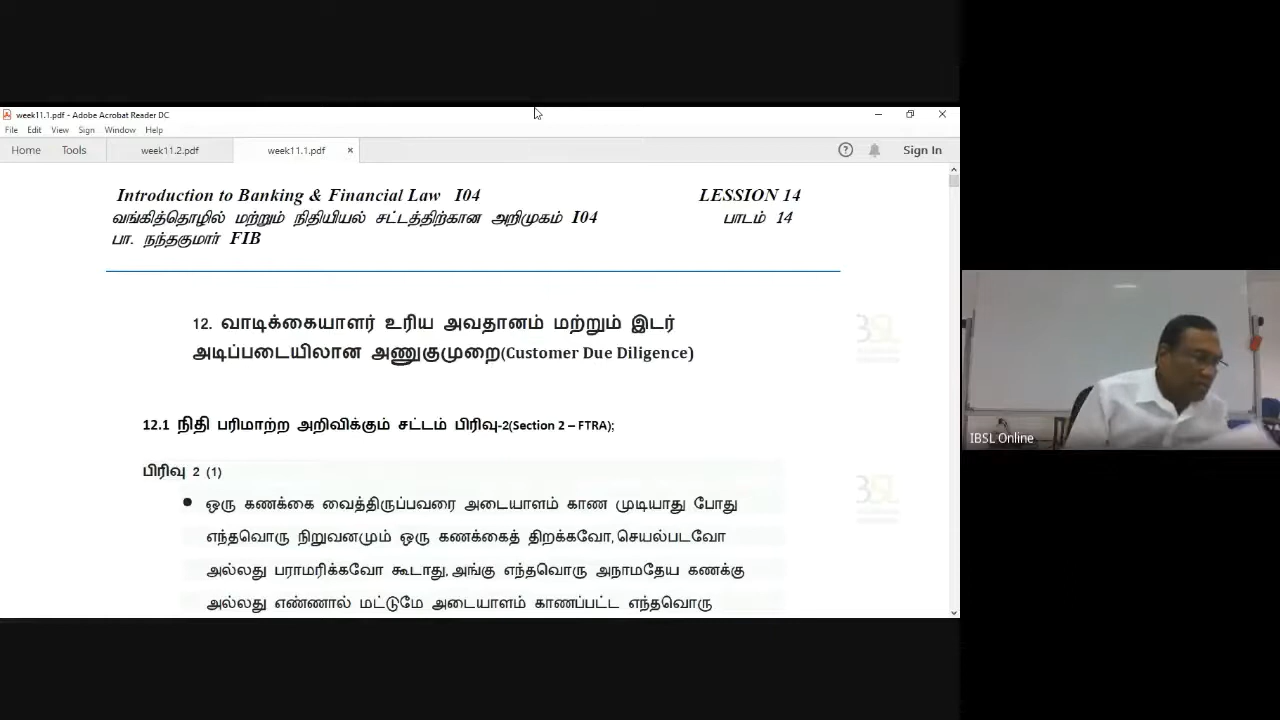 week11.1.pdf - Adobe Acrobat Reader DC
File Edit View Sign Window Help
Home Tools week11.2.pdf week11.1.pdf × Sign In
Introduction to Banking & Financial Law I04 LESSION 14
வங்கித்தொழில் மற்றும் நிதியியல் சட்டத்திற்கான அறிமுகம் I04 பாடம் 14
பா. நந்தகுமார் FIB
12. வாடிக்கையாளர் உரிய அவதானம் மற்றும் இடர்
அடிப்படையிலான அணுகுமுறை(Customer Due Diligence)
12.1 நிதி பரிமாற்ற அறிவிக்கும் சட்டம் பிரிவு-2(Section 2 – FTRA);
பிரிவு 2 (1)
● ஒரு கணக்கை வைத்திருப்பவரை அடையாளம் காண முடியாது போது
எந்தவொரு நிறுவனமும் ஒரு கணக்கைத் திறக்கவோ, செயல்படவோ
அல்லது பராமரிக்கவோ கூடாது, அங்கு எந்தவொரு அநாமதேய கணக்கு
அல்லது எண்ணால் மட்டுமே அடையாளம் காணப்பட்ட எந்தவொரு
IBSL Online